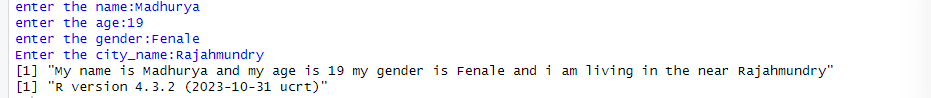 enter the name:Madhurya
enter the age:19
enter the gender:Fenale
Enter the city_name:Rajahmundry
[1] "My name is Madhurya and my age is 19 my gender is Fenale and i am living in the near Rajahmundry"
[1] "R version 4.3.2 (2023-10-31 ucrt)"